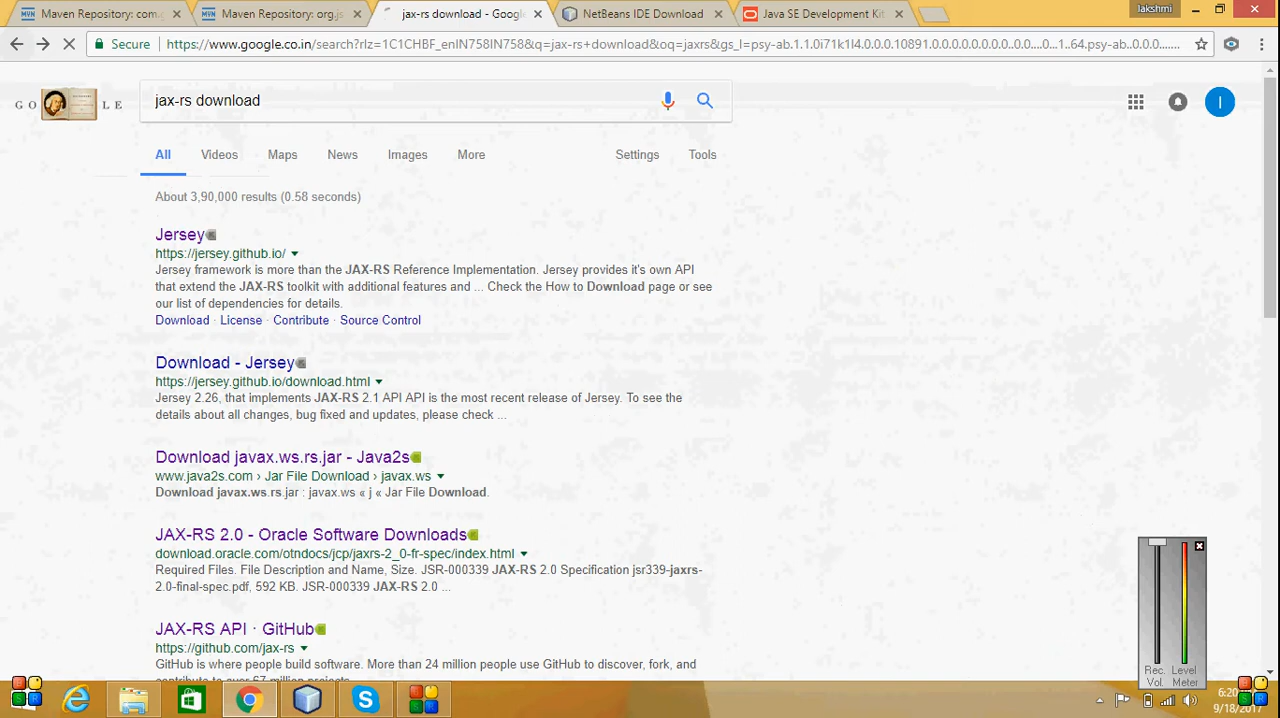 Maven Repository: com.g
Maven Repository: org.js
jax-rs download - Google
NetBeans IDE Download
Java SE Development Kit
lakshmi
Secure
https://www.google.co.in/search?rlz=1C1CHBF_enIN758IN758&q=jax-rs+download&oq=jaxrs&gs_l=psy-ab.1.1.0i71k1l4.0.0.0.10891.0.0.0.0.0.0.0.0..0.0....0...1..64.psy-ab..0.0.0.......
G O LE
jax-rs download
I
All
Videos
Maps
News
Images
More
Settings
Tools
About 3,90,000 results (0.58 seconds)
Jersey
https://jersey.github.io/
Jersey framework is more than the JAX-RS Reference Implementation. Jersey provides it's own API
that extend the JAX-RS toolkit with additional features and ... Check the How to Download page or see
our list of dependencies for details.
Download · License · Contribute · Source Control
Download - Jersey
https://jersey.github.io/download.html
Jersey 2.26, that implements JAX-RS 2.1 API API is the most recent release of Jersey. To see the
details about all changes, bug fixed and updates, please check ...
Download javax.ws.rs.jar - Java2s
www.java2s.com › Jar File Download › javax.ws
Download javax.ws.rs.jar : javax.ws « j « Jar File Download.
JAX-RS 2.0 - Oracle Software Downloads
download.oracle.com/otndocs/jcp/jaxrs-2_0-fr-spec/index.html
Required Files. File Description and Name, Size. JSR-000339 JAX-RS 2.0 Specification jsr339-jaxrs-
2.0-final-spec.pdf, 592 KB. JSR-000339 JAX-RS 2.0 ...
JAX-RS API · GitHub
https://github.com/jax-rs
GitHub is where people build software. More than 24 million people use GitHub to discover, fork, and
contribute to over 67 million projects.
Rec. Level
Vol. Meter
S R
S R
S R
6:20
9/18/2017